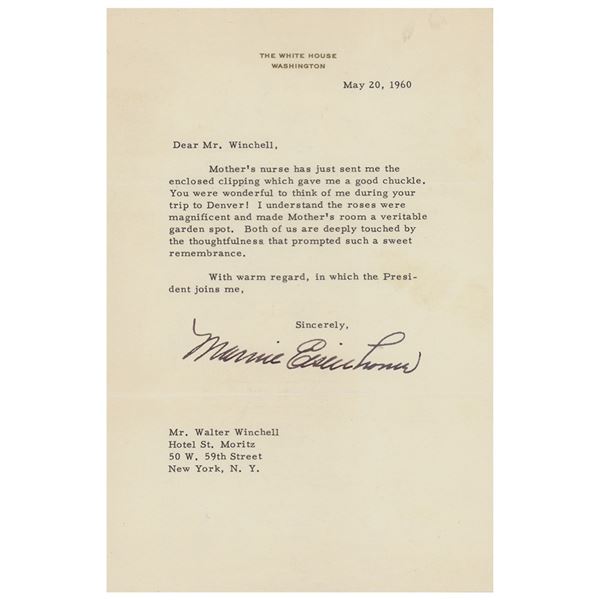 THE WHITE HOUSE
WASHINGTON
May 20, 1960
Dear Mr. Winchell,
Mother's nurse has just sent me the
enclosed clipping which gave me a good chuckle.
You were wonderful to think of me during your
trip to Denver! I understand the roses were
magnificent and made Mother's room a veritable
garden spot. Both of us are deeply touched by
the thoughtfulness that prompted such a sweet
remembrance.
With warm regard, in which the Presi-
dent joins me,
Sincerely,
Mamie Eisenhower
Mr. Walter Winchell
Hotel St. Moritz
50 W. 59th Street
New York, N. Y.